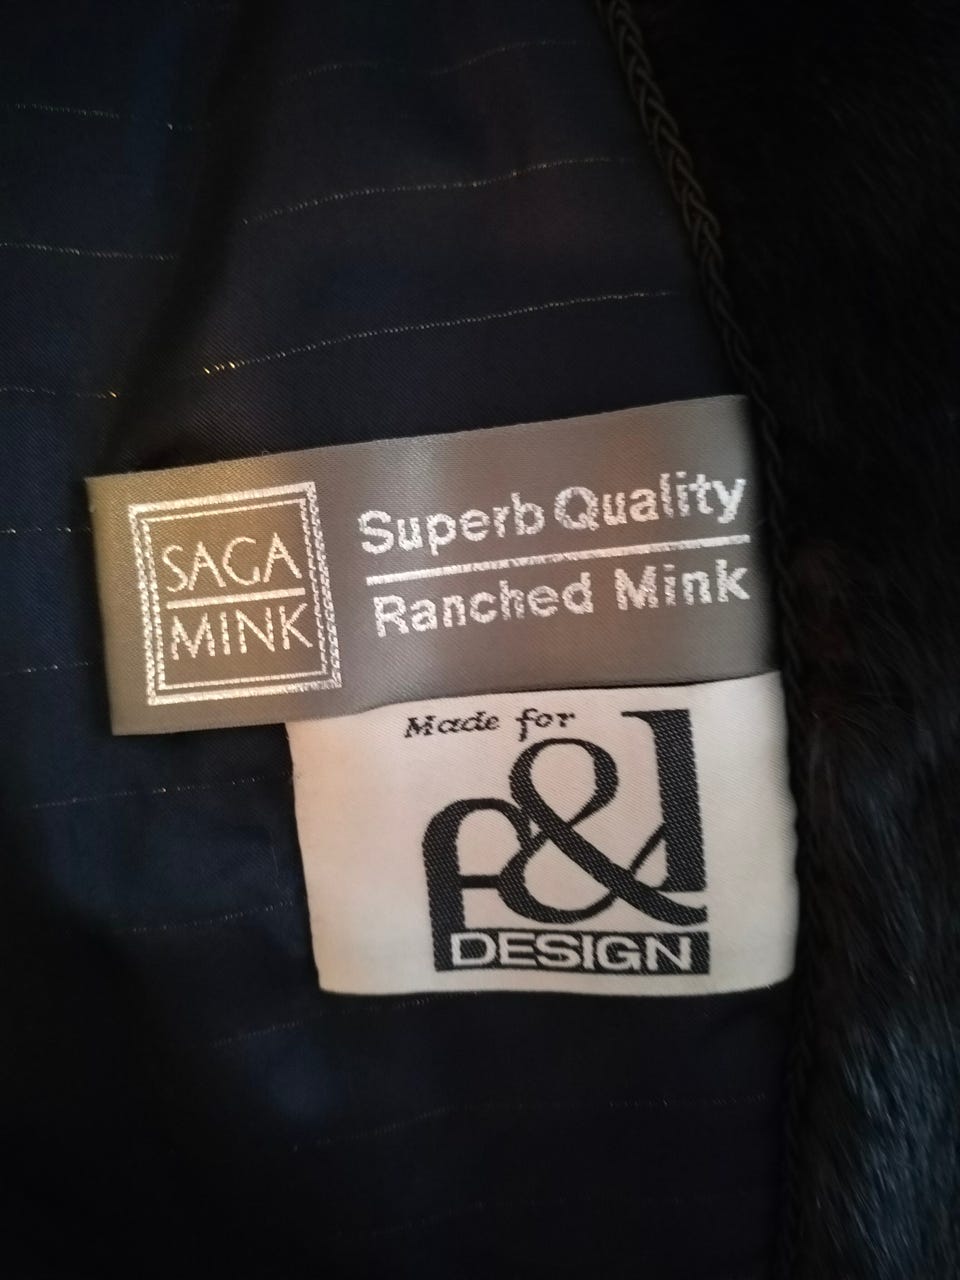 SAGA
MINK
Superb Quality
Ranched Mink
Made for
&
DESIGN